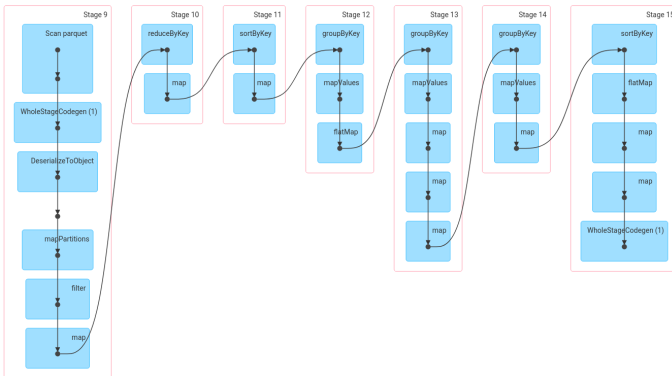 Stage 9
Scan parquet
WholeStageCodegen (1)
DeserializeToObject
mapPartitions
filter
map
Stage 10
reduceByKey
map
Stage 11
sortByKey
map
Stage 12
groupByKey
mapValues
flatMap
Stage 13
groupByKey
mapValues
map
map
map
Stage 14
groupByKey
mapValues
map
Stage 15
sortByKey
flatMap
map
map
WholeStageCodegen (1)